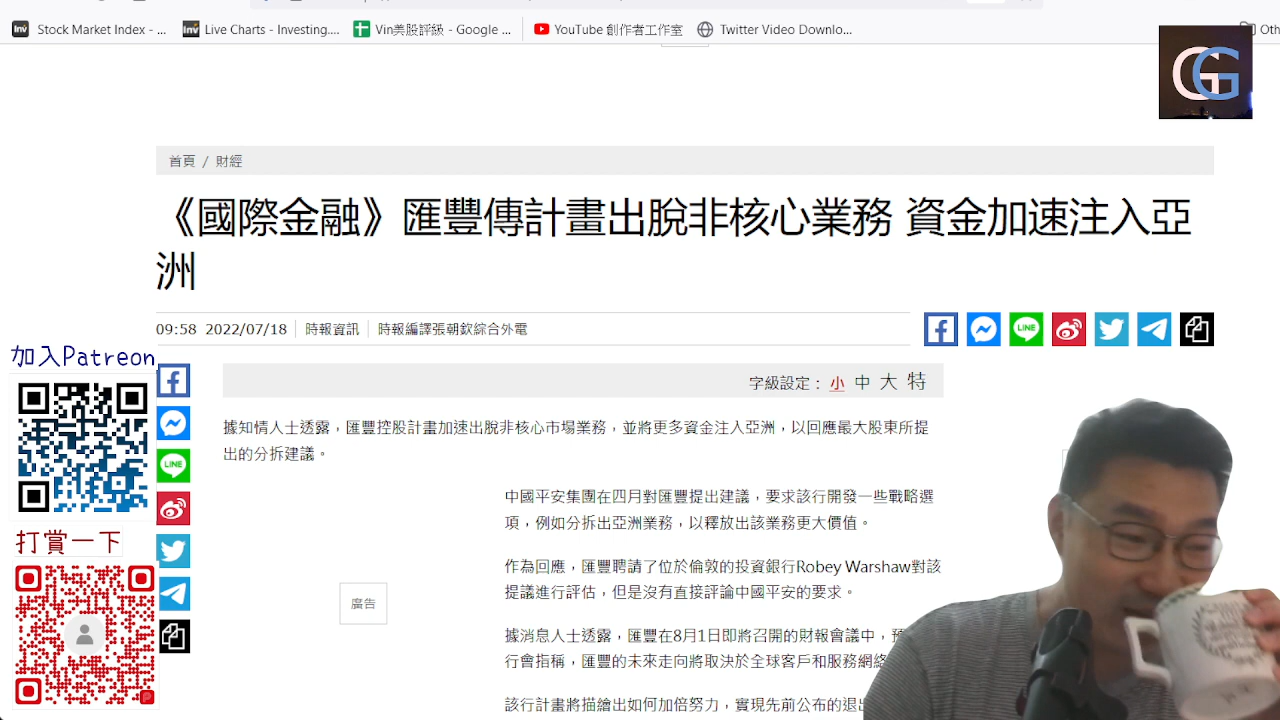 Stock Market Index - ...
Live Charts - Investing....
Vin美股評級 - Google ...
YouTube 創作者工作室
Twitter Video Downlo...
Oth
GG
首頁 / 財經
《國際金融》匯豐傳計畫出脫非核心業務 資金加速注入亞
洲
09:58 2022/07/18 時報資訊 時報編譯張朝欽綜合外電
加入Patreon
字級設定： 小 中 大 特
據知情人士透露，匯豐控股計畫加速出脫非核心市場業務，並將更多資金注入亞洲，以回應最大股東所提
出的分拆建議。
中國平安集團在四月對匯豐提出建議，要求該行開發一些戰略選
項，例如分拆出亞洲業務，以釋放出該業務更大價值。
打賞一下
作為回應，匯豐聘請了位於倫敦的投資銀行Robey Warshaw對該
提議進行評估，但是沒有直接評論中國平安的要求。
廣告
據消息人士透露，匯豐在8月1日即將召開的財報會議中，預
行會指稱，匯豐的未來走向將取決於全球客戶和服務網絡
該行計畫將描繪出如何加倍努力，實現先前公布的退出